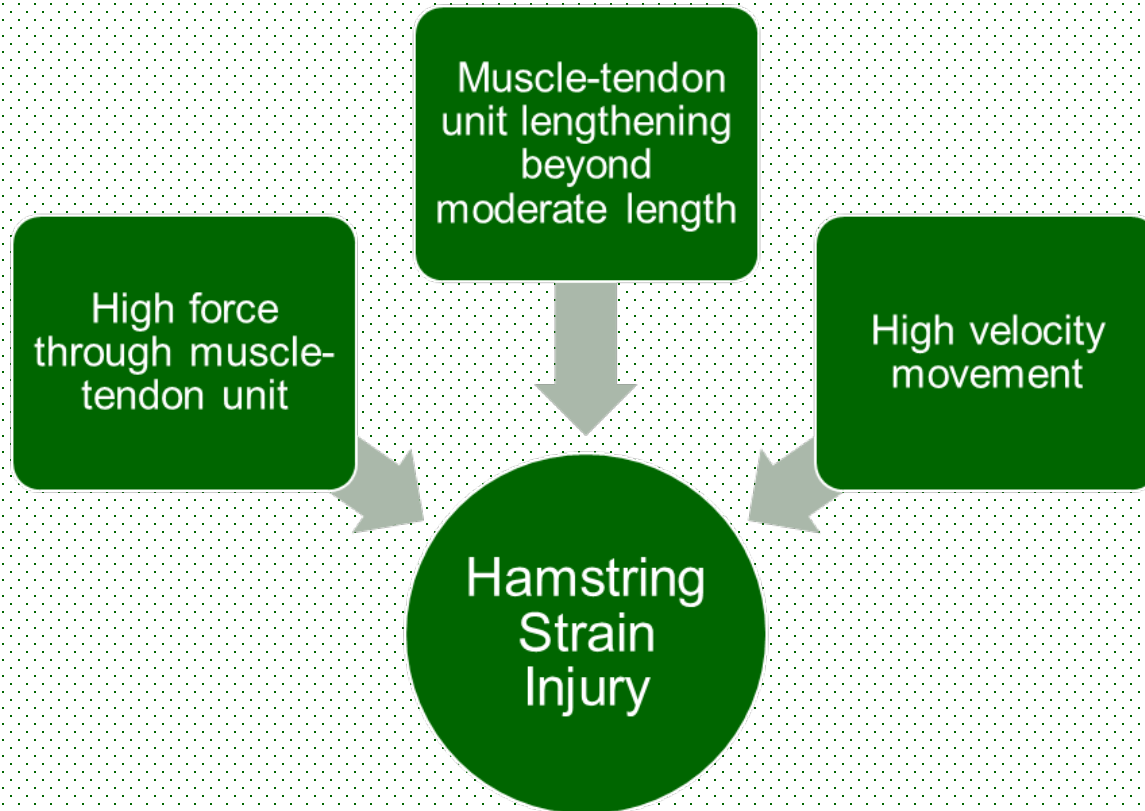 Muscle-tendon
unit lengthening
beyond
moderate length
High force
through muscle-
tendon unit
High velocity
movement
Hamstring
Strain
Injury